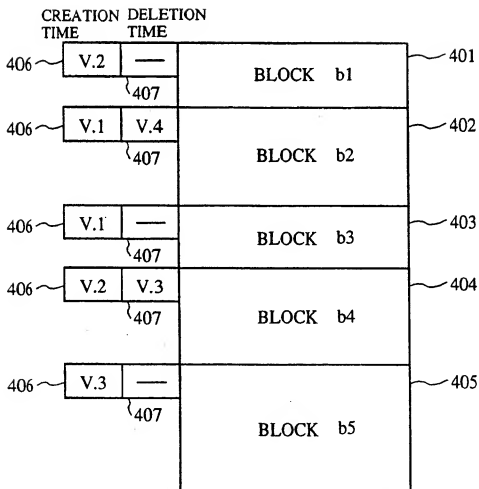 CREATION TIME DELETION TIME
406 V.2 — BLOCK b1 401
407
406 V.1 V.4 BLOCK b2 402
407
406 V.1 — BLOCK b3 403
407
406 V.2 V.3 BLOCK b4 404
407
406 V.3 — BLOCK b5 405
407